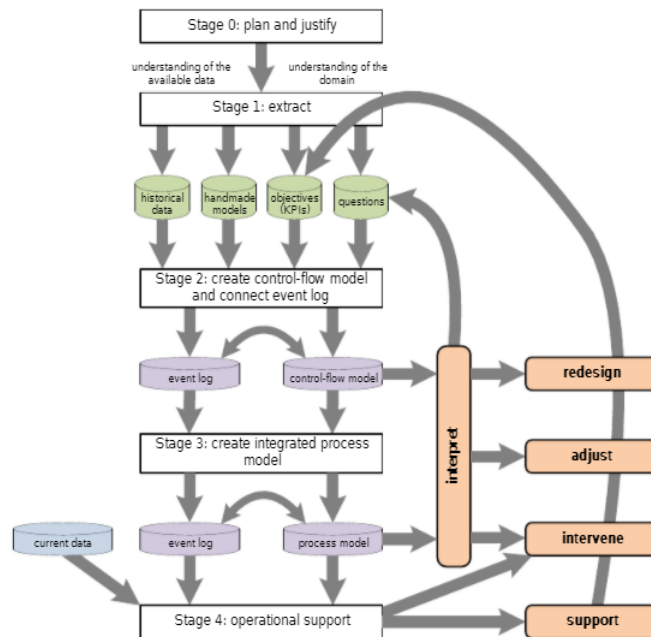 Stage 0: plan and justify
understanding of the
available data
understanding of the
domain
Stage 1: extract
historical
data
handmade
models
objectives
(KPIs)
questions
Stage 2: create control-flow model
and connect event log
event log
control-flow model
interpret
redesign
Stage 3: create integrated process
model
adjust
current data
event log
process model
intervene
Stage 4: operational support
support